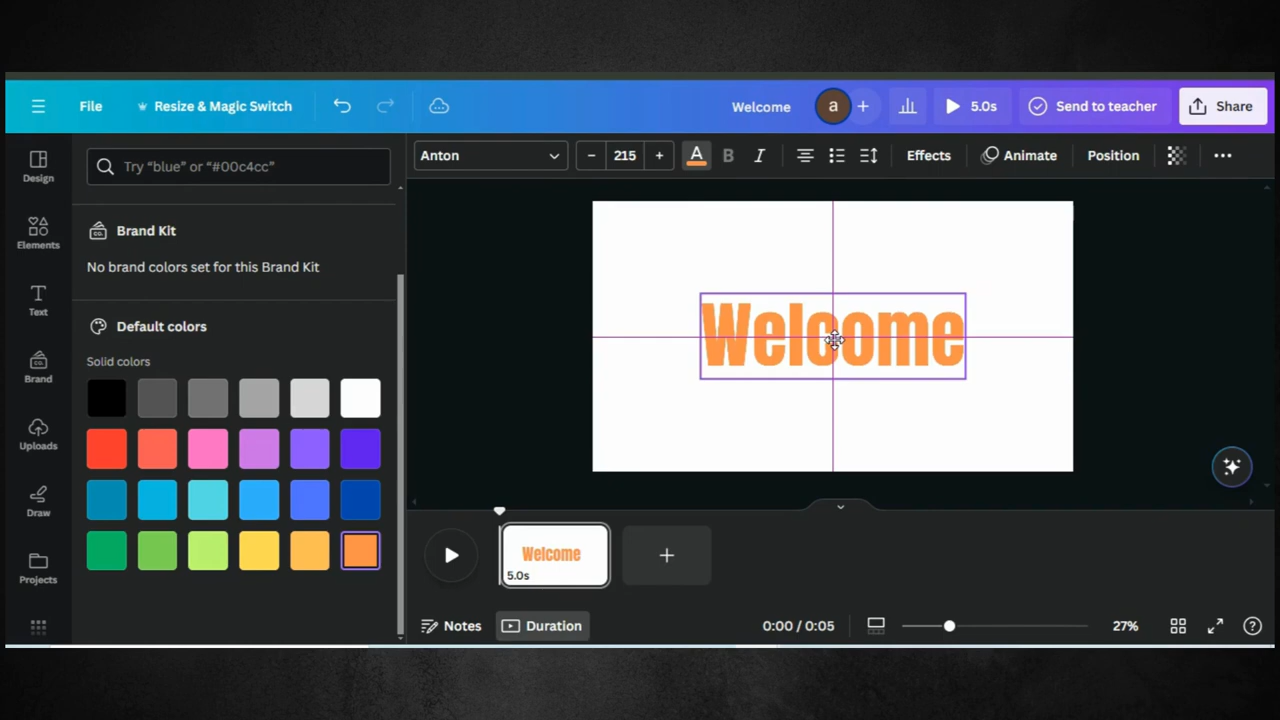 File Resize & Magic Switch Welcome a 5.0s Send to teacher Share
Design
Elements
Text
Brand
Uploads
Draw
Projects
Try “blue” or “#00c4cc”
Brand Kit
No brand colors set for this Brand Kit
Default colors
Solid colors
Anton 215 A B I Effects Animate Position
Welcome
Welcome
5.0s
Notes Duration 0:00 / 0:05 27%